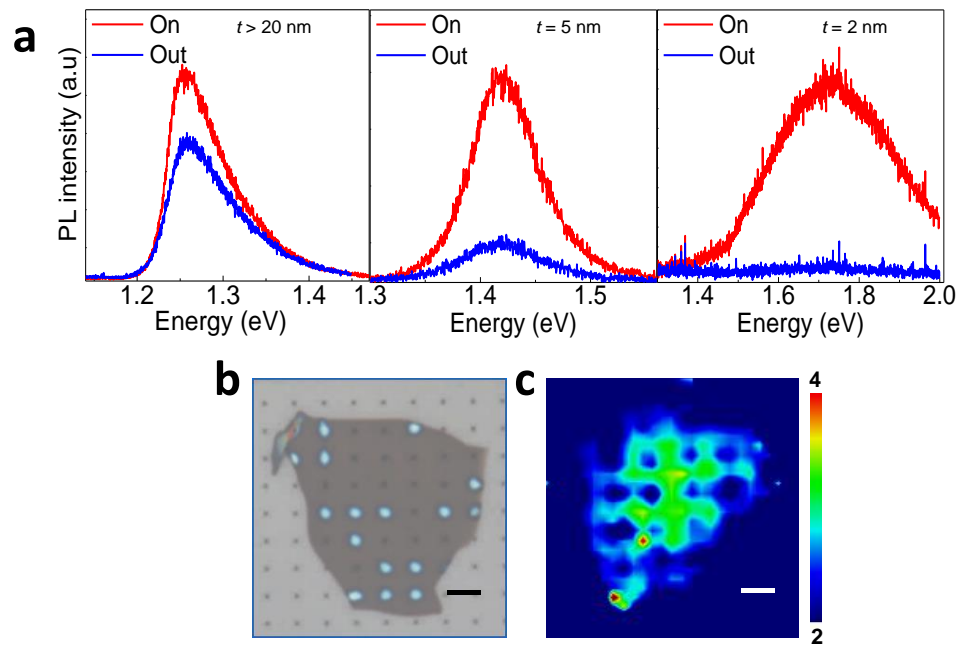 a
On
Out
t > 20 nm
On
Out
t = 5 nm
On
Out
t = 2 nm
PL intensity (a.u)
1.2 1.3 1.4 1.3 1.4 1.5 1.4 1.6 1.8 2.0
Energy (eV) Energy (eV) Energy (eV)
b c
4
2